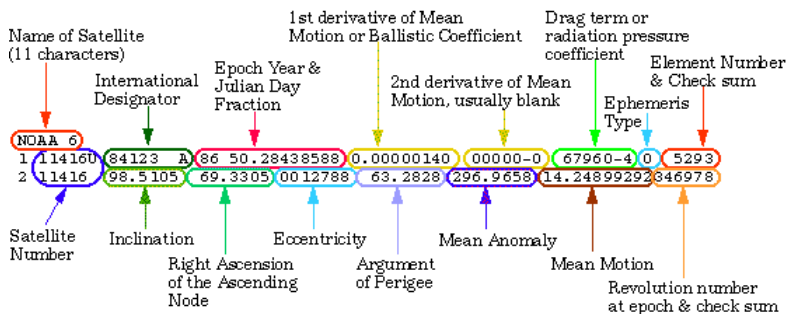 Name of Satellite
(11 characters)
International
Designator
Epoch Year &
Julian Day
Fraction
1st derivative of Mean
Motion or Ballistic Coefficient
2nd derivative of Mean
Motion, usually blank
Drag term or
radiation pressure
coefficient
Ephemeris
Type
Element Number
& Check sum
NOAA 6
1 11416U 84123 A 86 50.28438588 0.00000140 00000-0 67960-4 0 5293
2 11416 98.5105 69.3305 0012788 63.2828 296.9658 14.24899292 346978
Satellite
Number
Inclination
Right Ascension
of the Ascending
Node
Eccentricity
Argument
of Perigee
Mean Anomaly
Mean Motion
Revolution number
at epoch & check sum